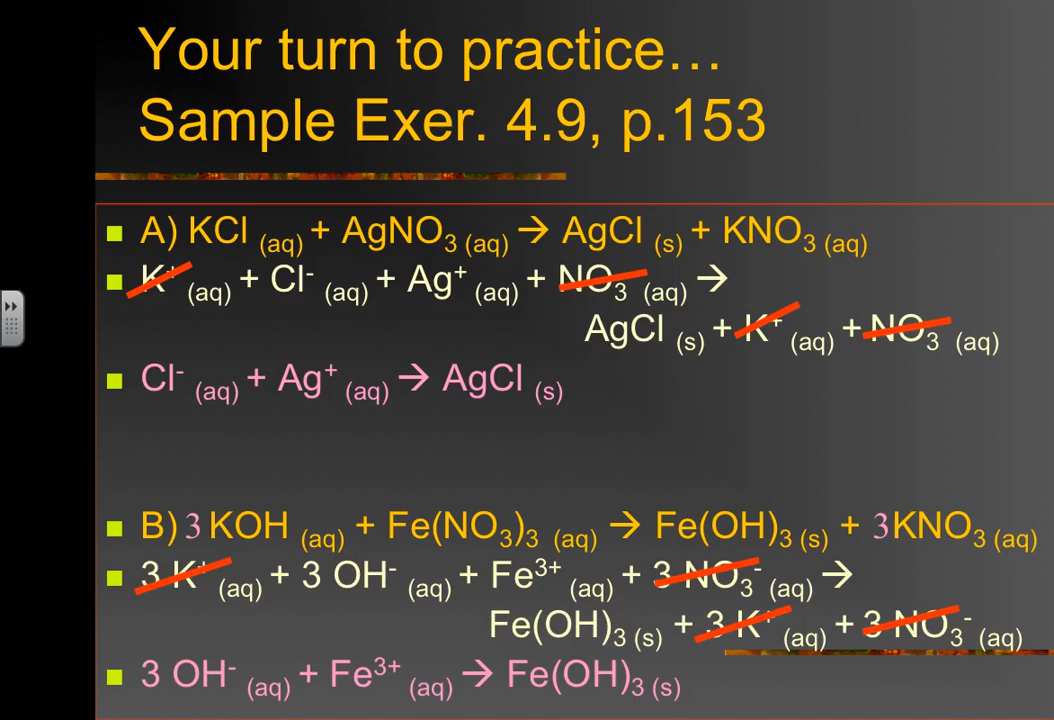 Your turn to practice…
Sample Exer. 4.9, p.153
A) KCl (aq) + AgNO3 (aq) → AgCl (s) + KNO3 (aq)
K+ (aq) + Cl- (aq) + Ag+ (aq) + NO3 (aq) →
AgCl (s) + K+ (aq) + NO3 (aq)
Cl- (aq) + Ag+ (aq) → AgCl (s)
B) 3 KOH (aq) + Fe(NO3)3 (aq) → Fe(OH)3 (s) + 3KNO3 (aq)
3 K+ (aq) + 3 OH- (aq) + Fe3+ (aq) + 3 NO3- (aq) →
Fe(OH)3 (s) + 3 K+ (aq) + 3 NO3- (aq)
3 OH- (aq) + Fe3+ (aq) → Fe(OH)3 (s)